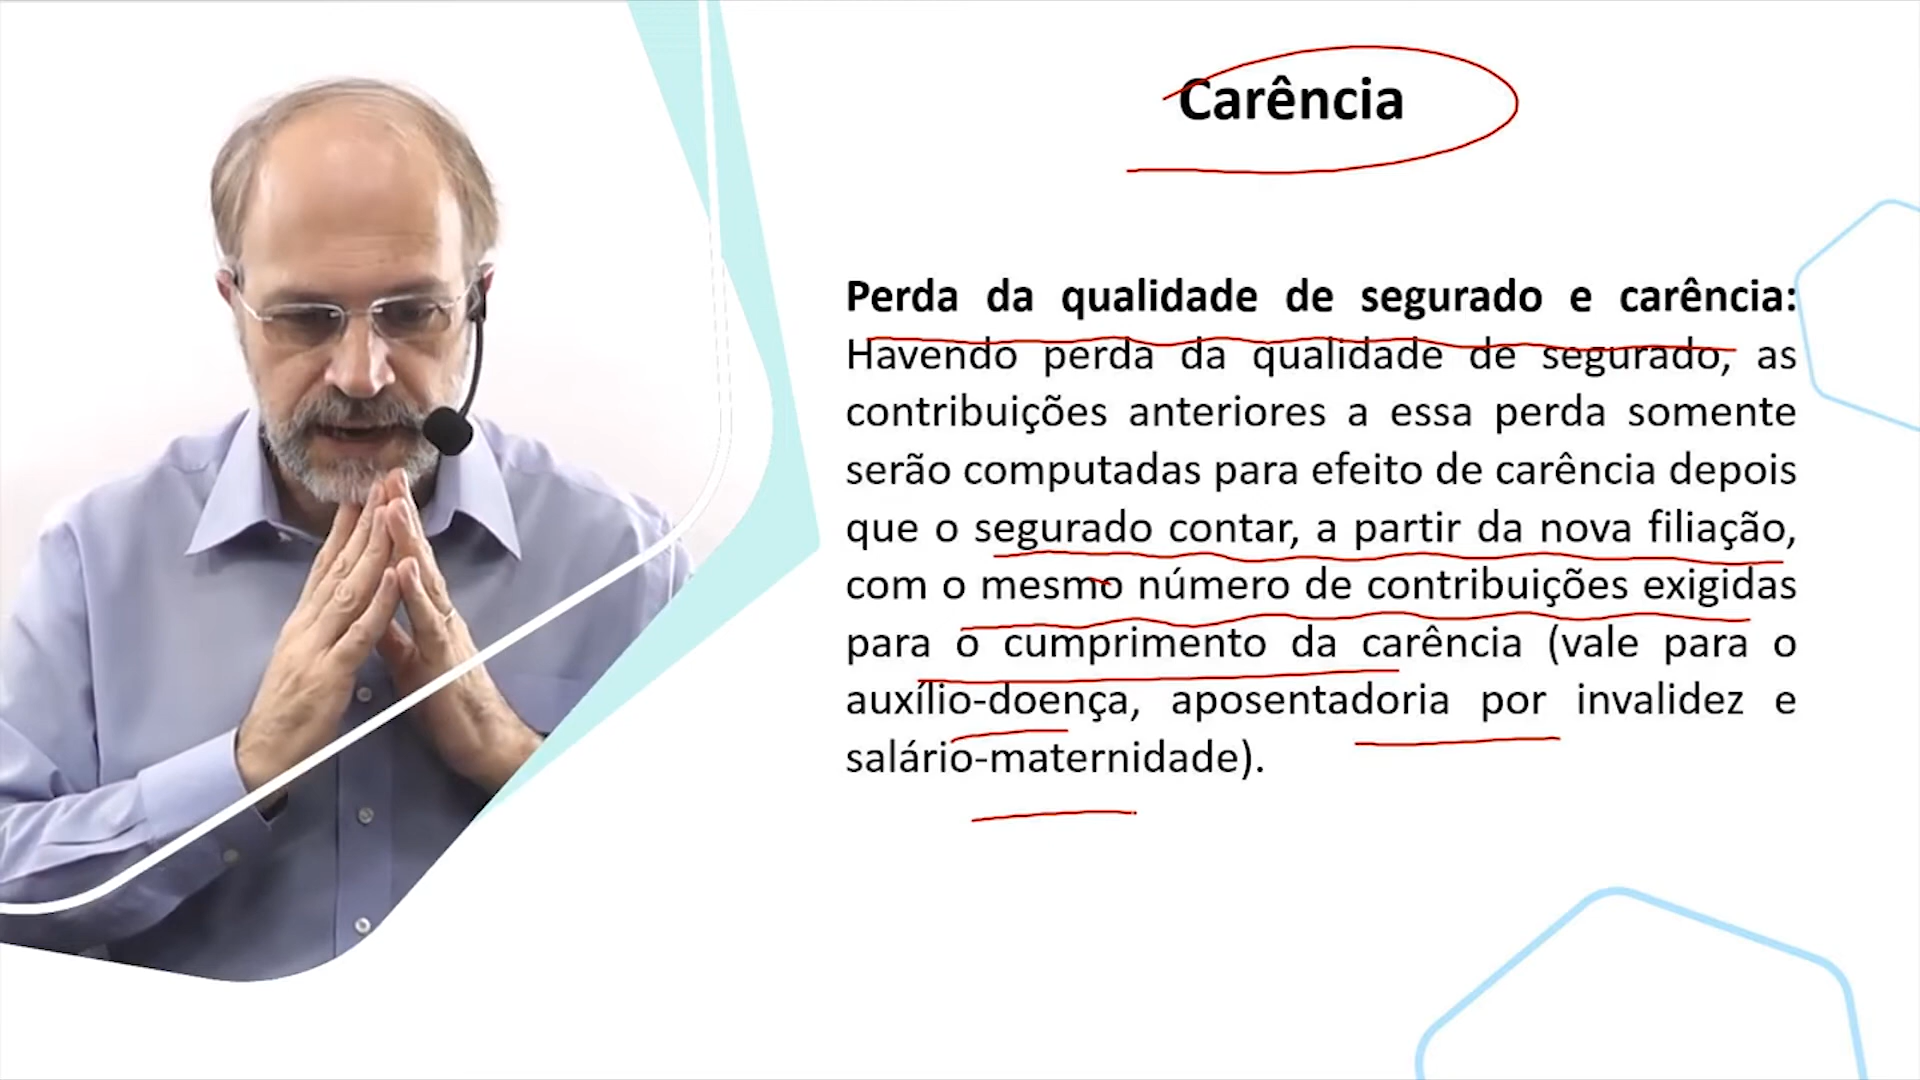 Carência
Perda da qualidade de segurado e carência:
Havendo perda da qualidade de segurado, as
contribuições anteriores a essa perda somente
serão computadas para efeito de carência depois
que o segurado contar, a partir da nova filiação,
com o mesmo número de contribuições exigidas
para o cumprimento da carência (vale para o
auxílio-doença, aposentadoria por invalidez e
salário-maternidade).